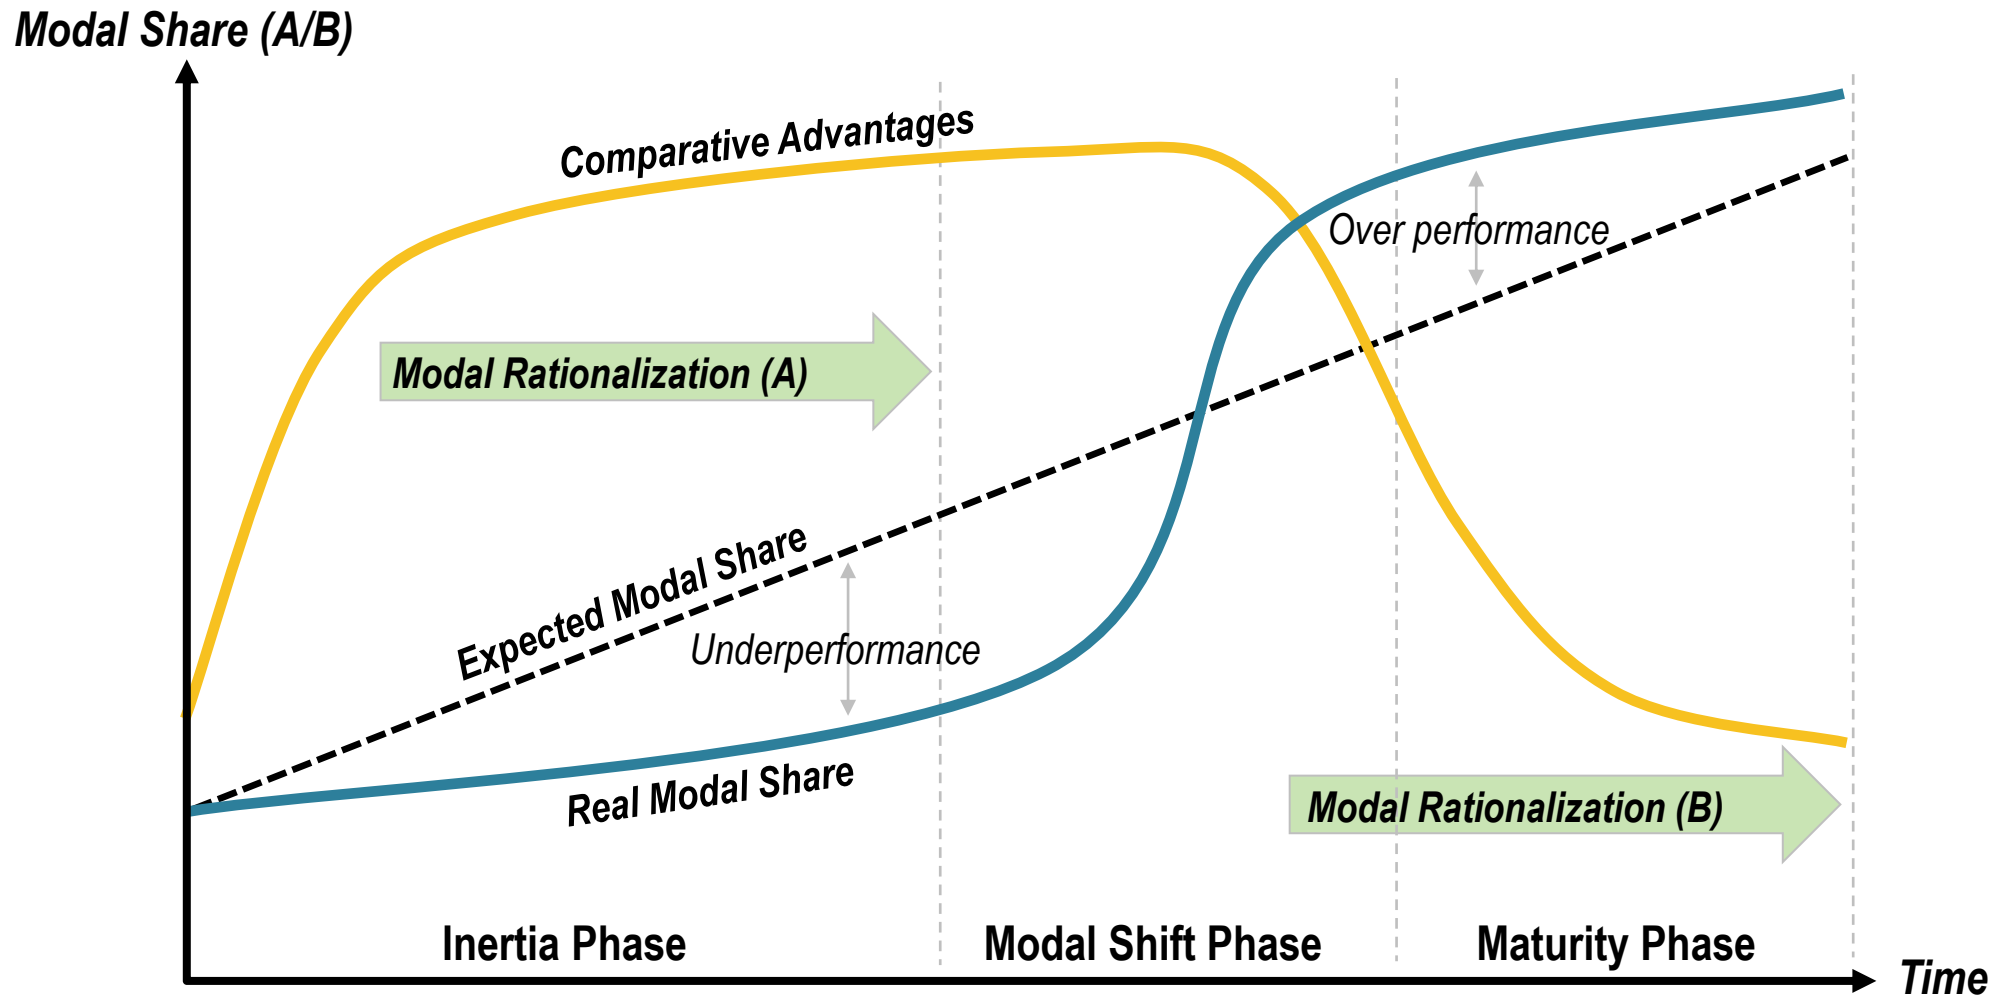 Modal Share (A/B)
Comparative Advantages
Over performance
Modal Rationalization (A)
Expected Modal Share
Underperformance
Real Modal Share
Modal Rationalization (B)
Inertia Phase
Modal Shift Phase
Maturity Phase
Time